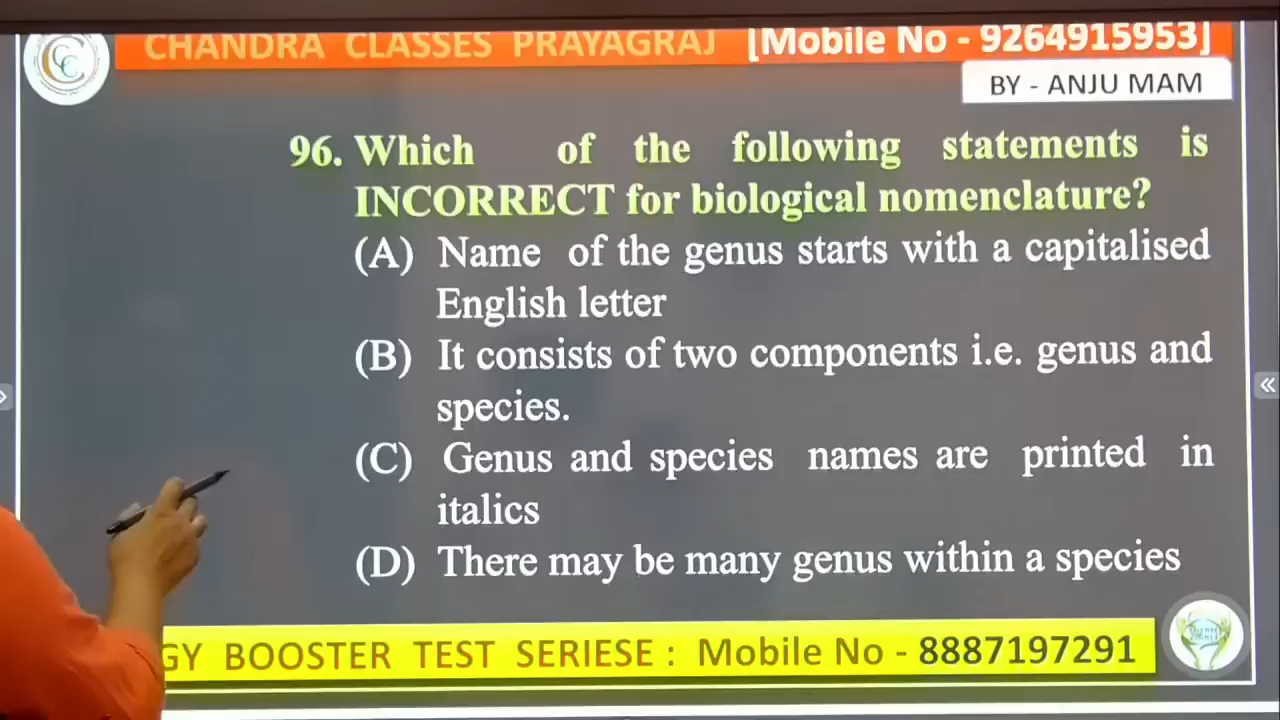 CHANDRA CLASSES PRAYAGRAJ [Mobile No - 9264915953]
BY - ANJU MAM
96. Which of the following statements is
INCORRECT for biological nomenclature?
(A) Name of the genus starts with a capitalised
English letter
(B) It consists of two components i.e. genus and
species.
(C) Genus and species names are printed in
italics
(D) There may be many genus within a species
GY BOOSTER TEST SERIESE : Mobile No - 8887197291